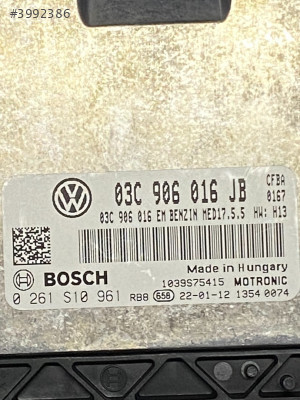 #3992386
03C 906 016 JB
CFBA
0167
03C 906 016 EM BENZIN MED17.5.5 HW: H13
Made in Hungary
BOSCH
1039S75415 MOTRONIC
0 261 S10 961
RBB 658 22-01-12 1354 0074